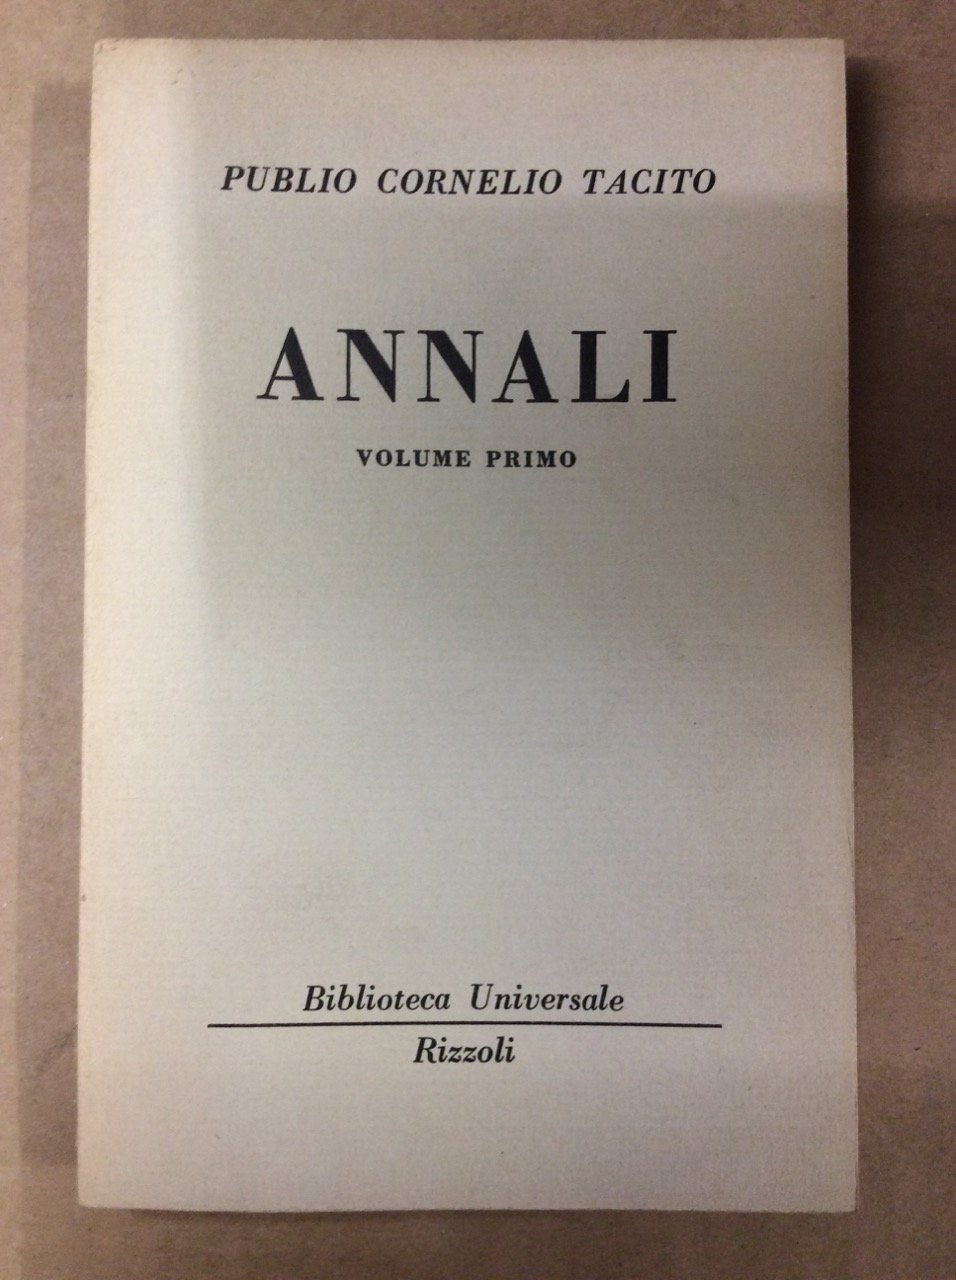 PUBLIO CORNELIO TACITO
ANNALI
VOLUME PRIMO
Biblioteca Universale
Rizzoli